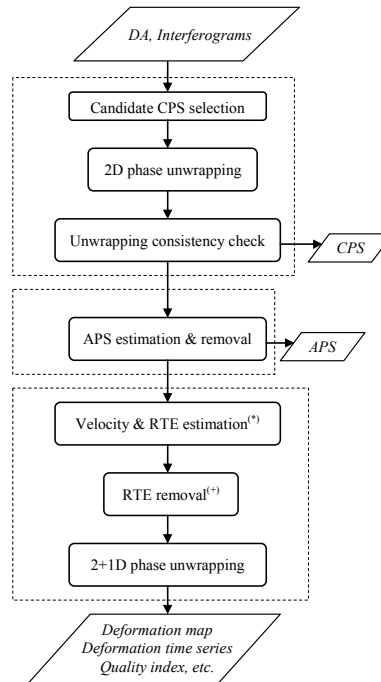 DA, Interferograms
Candidate CPS selection
2D phase unwrapping
Unwrapping consistency check
CPS
APS estimation & removal
APS
Velocity & RTE estimation(*)
RTE removal(+)
2+1D phase unwrapping
Deformation map
Deformation time series
Quality index, etc.